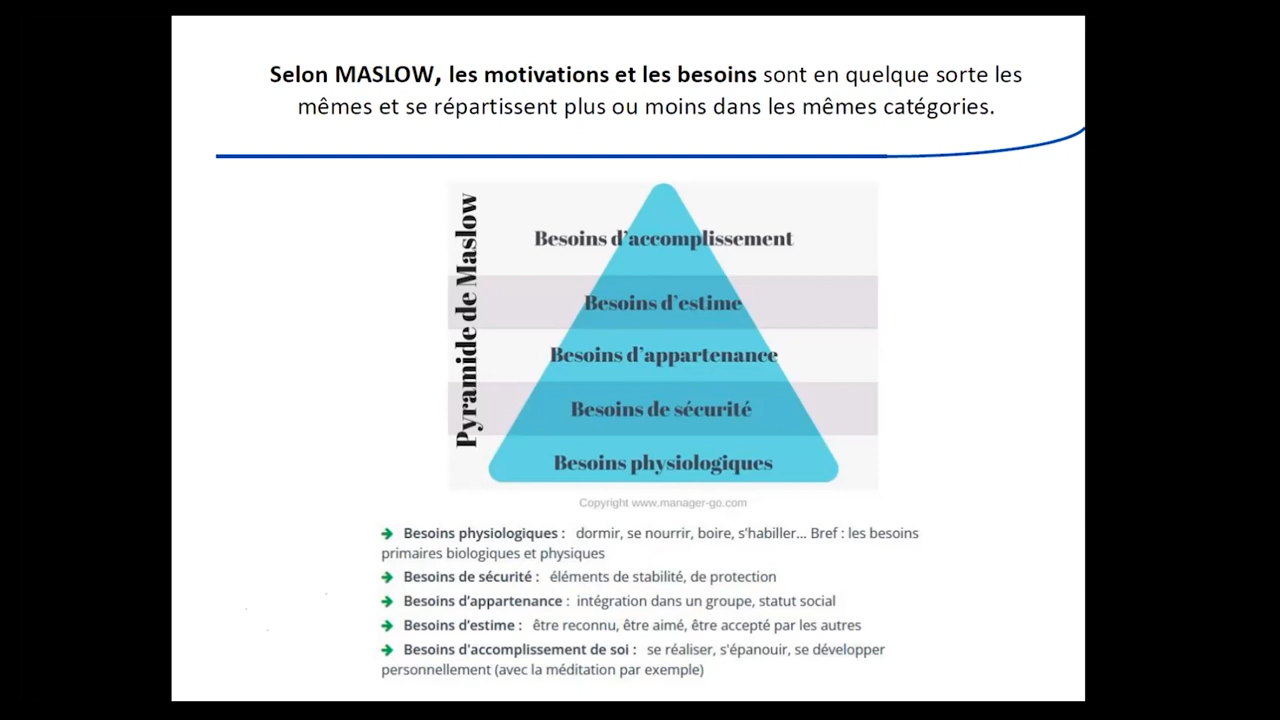 Selon MASLOW, les motivations et les besoins sont en quelque sorte les
mêmes et se répartissent plus ou moins dans les mêmes catégories.
Pyramide de Maslow
Besoins d’accomplissement
Besoins d’estime
Besoins d’appartenance
Besoins de sécurité
Besoins physiologiques
Copyright www.manager-go.com
➔ Besoins physiologiques : dormir, se nourrir, boire, s'habiller... Bref : les besoins
primaires biologiques et physiques
➔ Besoins de sécurité : éléments de stabilité, de protection
➔ Besoins d’appartenance : intégration dans un groupe, statut social
➔ Besoins d’estime : être reconnu, être aimé, être accepté par les autres
➔ Besoins d'accomplissement de soi : se réaliser, s'épanouir, se développer
personnellement (avec la méditation par exemple)